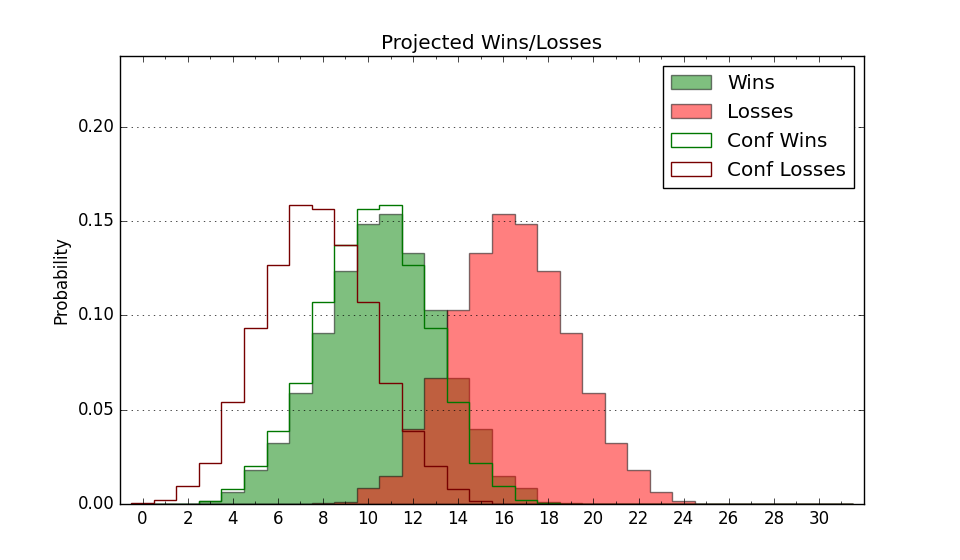 Projected Wins/Losses
Wins
Losses
Conf Wins
Conf Losses
Probability
0.20
0.15
0.10
0.05
0.00
0 2 4 6 8 10 12 14 16 18 20 22 24 26 28 30